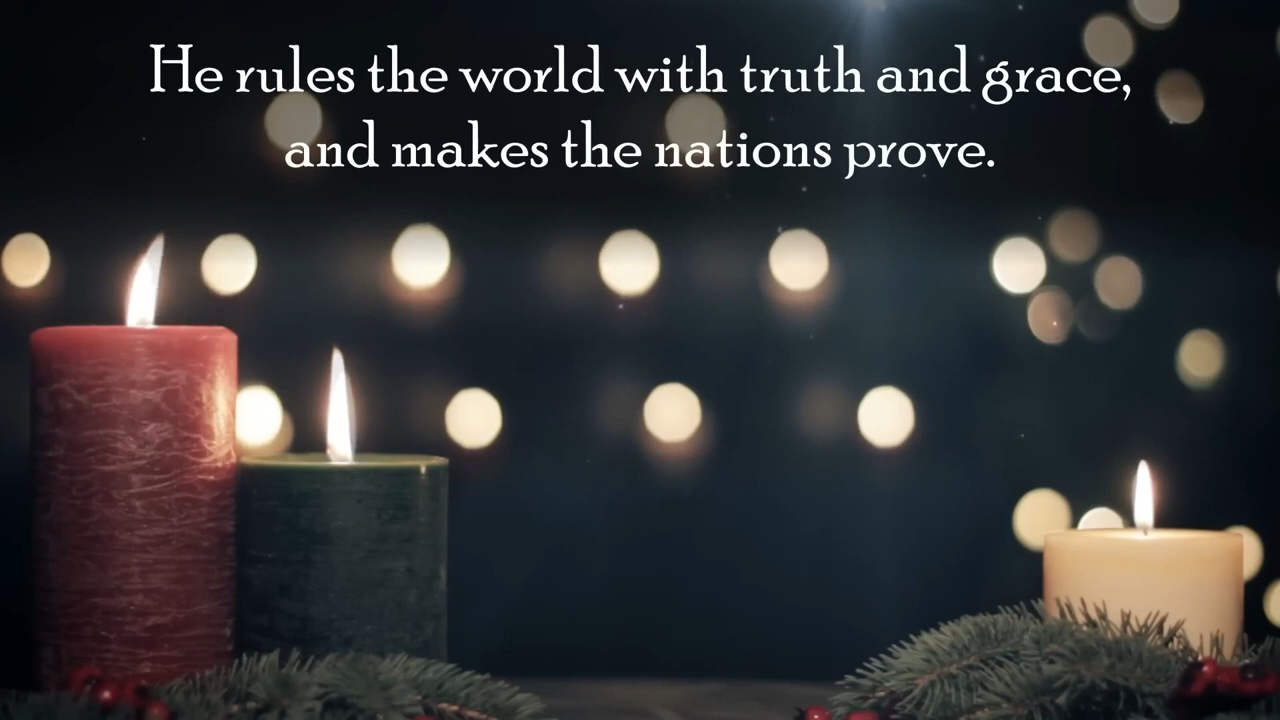 He rules the world with truth and grace,
and makes the nations prove.